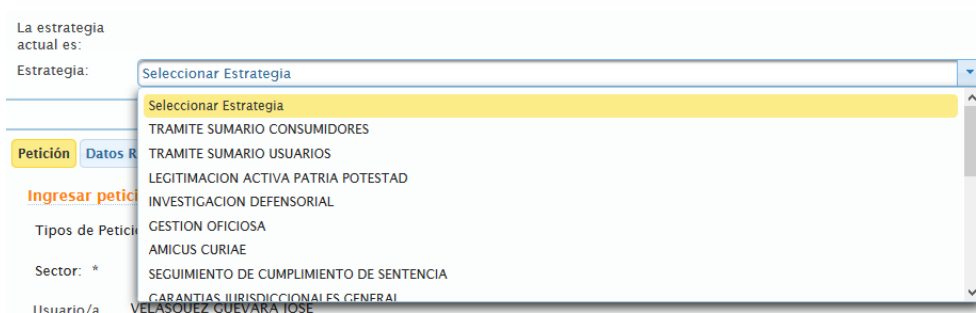 La estrategia
actual es:
Estrategia:
Seleccionar Estrategia
Seleccionar Estrategia
TRAMITE SUMARIO CONSUMIDORES
TRAMITE SUMARIO USUARIOS
Petición Datos R
LEGITIMACION ACTIVA PATRIA POTESTAD
Ingresar petici
INVESTIGACION DEFENSORIAL
Tipos de Petició
GESTION OFICIOSA
AMICUS CURIAE
Sector: *
SEGUIMIENTO DE CUMPLIMIENTO DE SENTENCIA
GARANTIAS JURISDICCIONALES GENERAL
Usuario/a VELASQUEZ GUEVARA JOSE